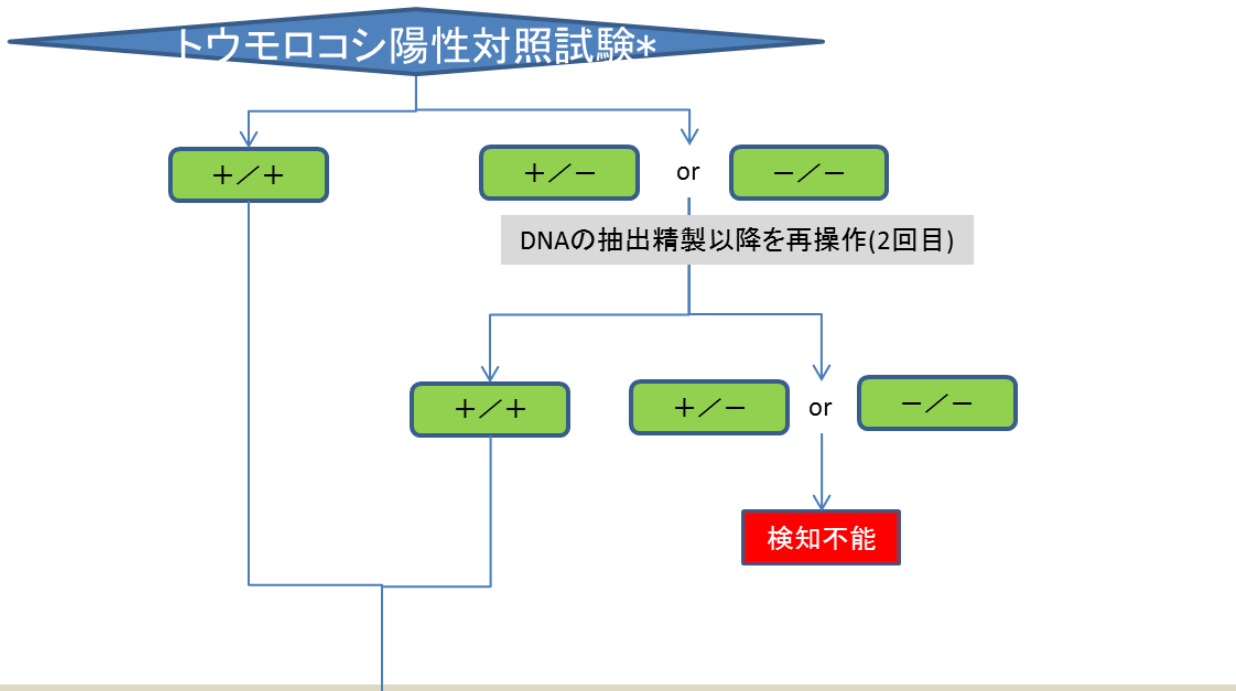 トウモロコシ陽性対照試験*
+/+
+/-
or
-/-
DNAの抽出精製以降を再操作(2回目)
+/+
+/-
or
-/-
検知不能